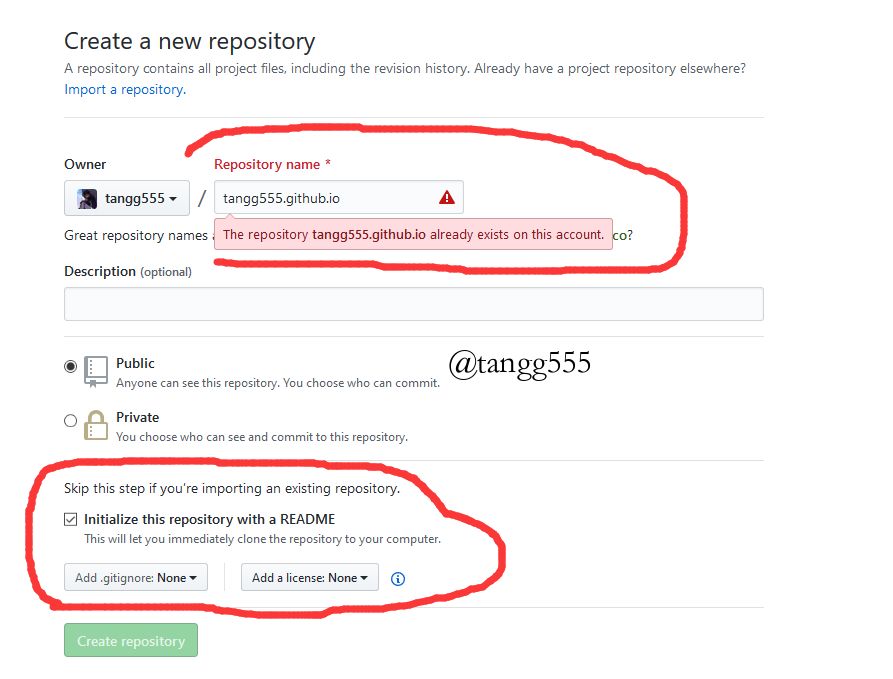 Create a new repository
A repository contains all project files, including the revision history. Already have a project repository elsewhere?
Import a repository.
Owner
Repository name *
tangg555 / tangg555.github.io
The repository tangg555.github.io already exists on this account.
Great repository names co?
Description (optional)
Public
Anyone can see this repository. You choose who can commit.
@tangg555
Private
You choose who can see and commit to this repository.
Skip this step if you're importing an existing repository.
Initialize this repository with a README
This will let you immediately clone the repository to your computer.
Add .gitignore: None
Add a license: None
Create repository